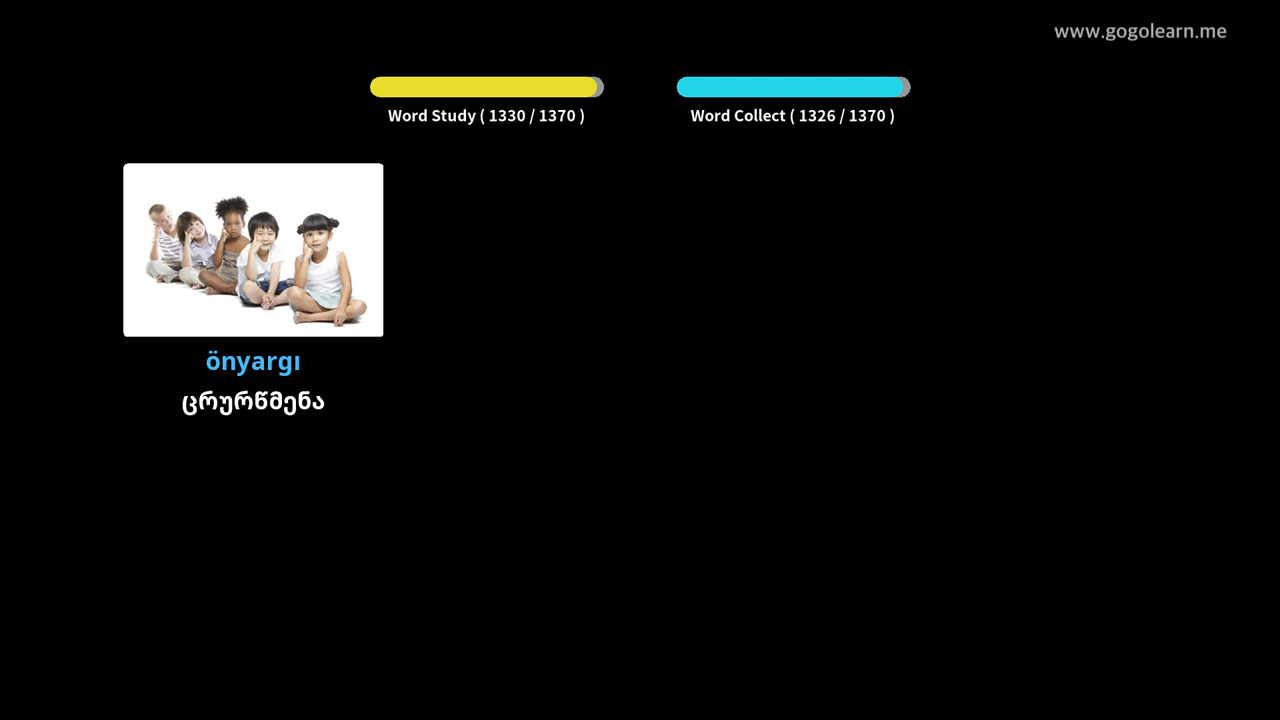 www.gogolearn.me
Word Study ( 1330 / 1370 )
Word Collect ( 1326 / 1370 )
önyargı
ცრურწმენა